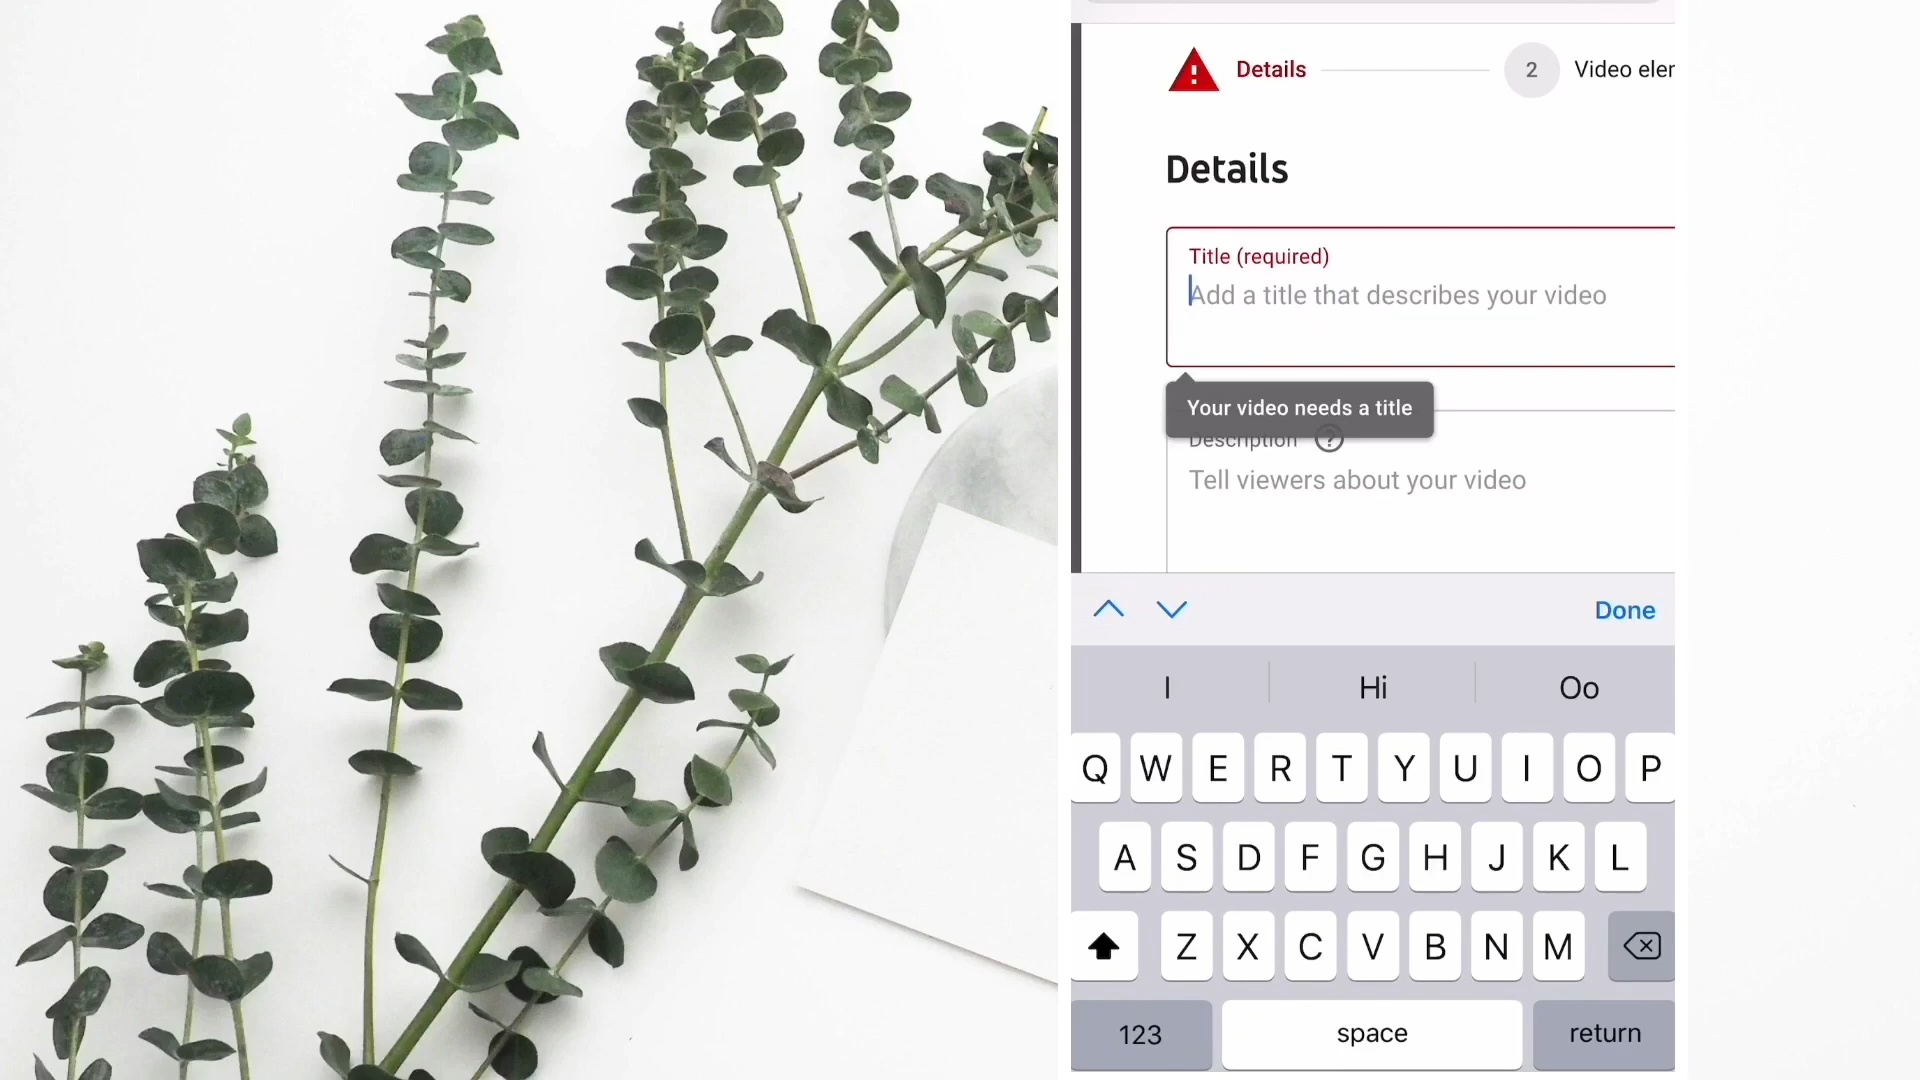 Details
2 Video eler
Details
Title (required)
Add a title that describes your video
Your video needs a title
Description ?
Tell viewers about your video
Done
I Hi Oo
Q W E R T Y U I O P
A S D F G H J K L
Z X C V B N M
123 space return